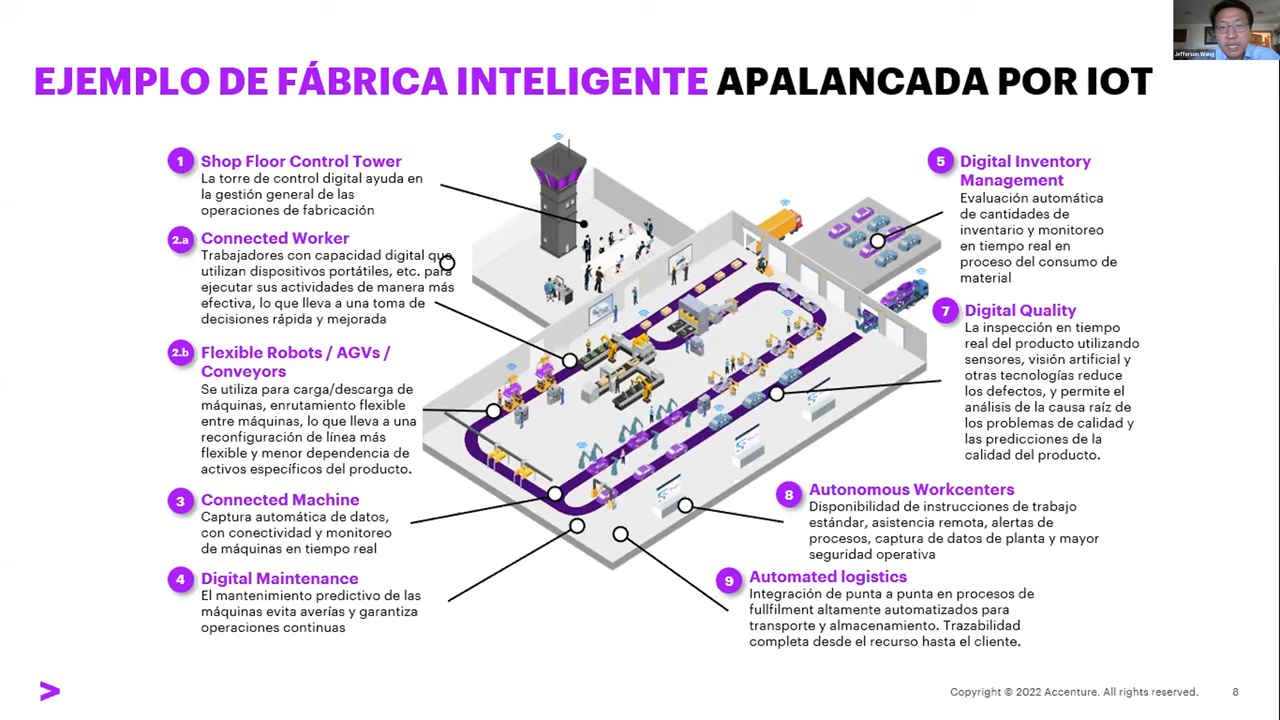 Jefferson Wang
EJEMPLO DE FÁBRICA INTELIGENTE APALANCADA POR IOT
1
Shop Floor Control Tower
La torre de control digital ayuda en
la gestión general de las
operaciones de fabricación
2.a
Connected Worker
Trabajadores con capacidad digital que
utilizan dispositivos portátiles, etc. para
ejecutar sus actividades de manera más
efectiva, lo que lleva a una toma de
decisiones rápida y mejorada
2.b
Flexible Robots / AGVs /
Conveyors
Se utiliza para carga/descarga de
máquinas, enrutamiento flexible
entre máquinas, lo que lleva a una
reconfiguración de línea más
flexible y menor dependencia de
activos específicos del producto.
3
Connected Machine
Captura automática de datos,
con conectividad y monitoreo
de máquinas en tiempo real
4
Digital Maintenance
El mantenimiento predictivo de las
máquinas evita averías y garantiza
operaciones continuas
5
Digital Inventory
Management
Evaluación automática
de cantidades de
inventario y monitoreo
en tiempo real en
proceso del consumo de
material
7
Digital Quality
La inspección en tiempo
real del producto utilizando
sensores, visión artificial y
otras tecnologías reduce
los defectos, y permite el
análisis de la causa raíz de
los problemas de calidad y
las predicciones de la
calidad del producto.
8
Autonomous Workcenters
Disponibilidad de instrucciones de trabajo
estándar, asistencia remota, alertas de
procesos, captura de datos de planta y mayor
seguridad operativa
9
Automated logistics
Integración de punta a punta en procesos de
fullfilment altamente automatizados para
transporte y almacenamiento. Trazabilidad
completa desde el recurso hasta el cliente.
Copyright © 2022 Accenture. All rights reserved.
8